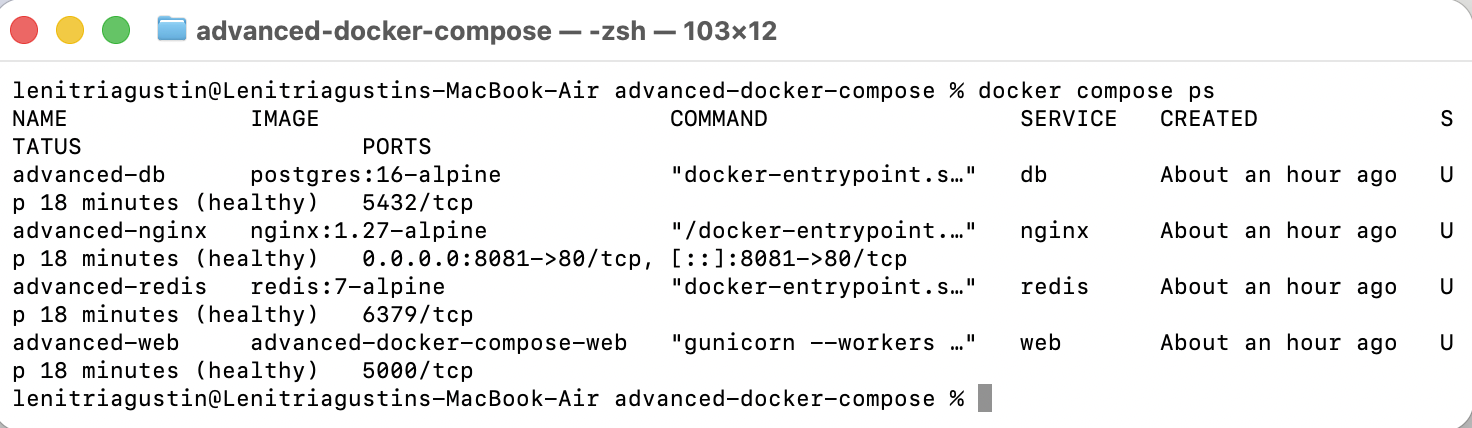 advanced-docker-compose — -zsh — 103×12
lenitriagustin@Lenitriagustins-MacBook-Air advanced-docker-compose % docker compose ps
NAME             IMAGE                         COMMAND                  SERVICE   CREATED             S
TATUS                    PORTS
advanced-db      postgres:16-alpine            "docker-entrypoint.s…"   db        About an hour ago   U
p 18 minutes (healthy)   5432/tcp
advanced-nginx   nginx:1.27-alpine             "/docker-entrypoint.…"   nginx     About an hour ago   U
p 18 minutes (healthy)   0.0.0.0:8081->80/tcp, [::]:8081->80/tcp
advanced-redis   redis:7-alpine                "docker-entrypoint.s…"   redis     About an hour ago   U
p 18 minutes (healthy)   6379/tcp
advanced-web     advanced-docker-compose-web   "gunicorn --workers …"   web       About an hour ago   U
p 18 minutes (healthy)   5000/tcp
lenitriagustin@Lenitriagustins-MacBook-Air advanced-docker-compose %